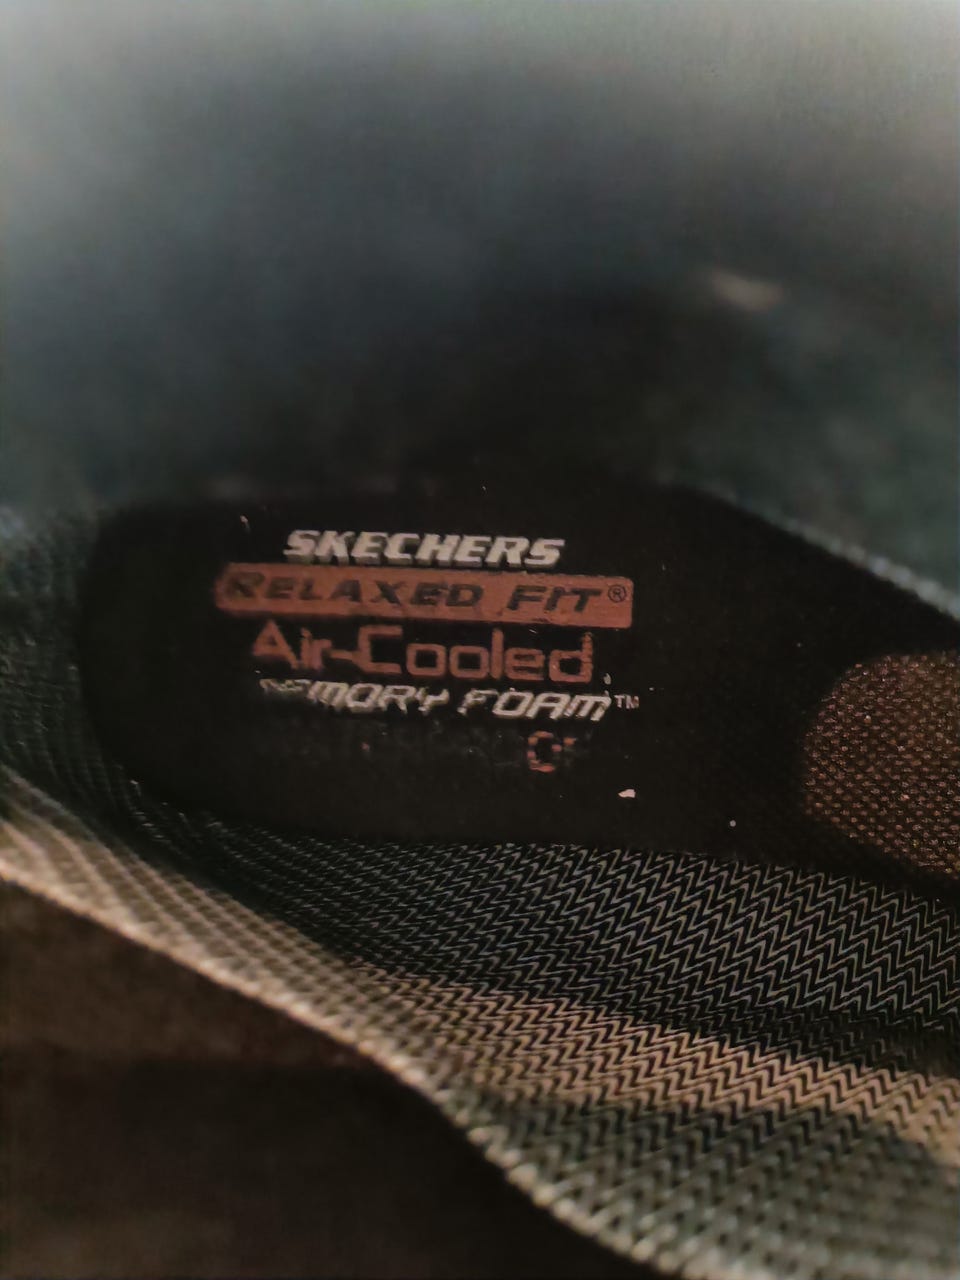 SKECHERS
RELAXED FIT®
Air-Cooled
MEMORY FOAM™